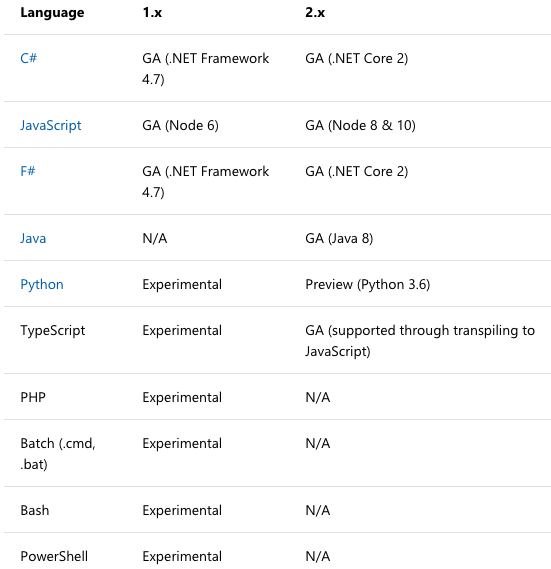 Language 1.x 2.x
C# GA (.NET Framework GA (.NET Core 2)
4.7)
JavaScript GA (Node 6) GA (Node 8 & 10)
F# GA (.NET Framework GA (.NET Core 2)
4.7)
Java N/A GA (Java 8)
Python Experimental Preview (Python 3.6)
TypeScript Experimental GA (supported through transpiling to
JavaScript)
PHP Experimental N/A
Batch (.cmd, Experimental N/A
.bat)
Bash Experimental N/A
PowerShell Experimental N/A